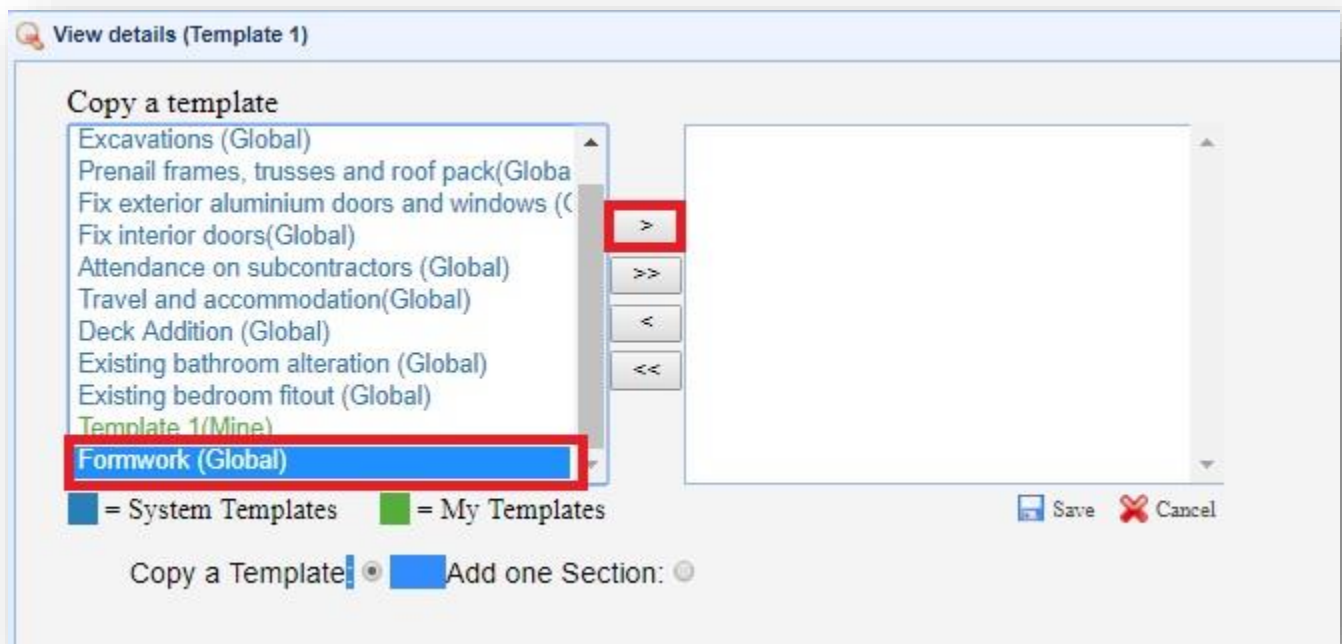 View details (Template 1)
Copy a template
Excavations (Global)
Prenail frames, trusses and roof pack(Globa
Fix exterior aluminium doors and windows (G
Fix interior doors(Global)
Attendance on subcontractors (Global)
Travel and accommodation(Global)
Deck Addition (Global)
Existing bathroom alteration (Global)
Existing bedroom fitout (Global)
Template 1(Mine)
Formwork (Global)
>
>>
<
<<
= System Templates = My Templates
Save Cancel
Copy a Template: Add one Section: